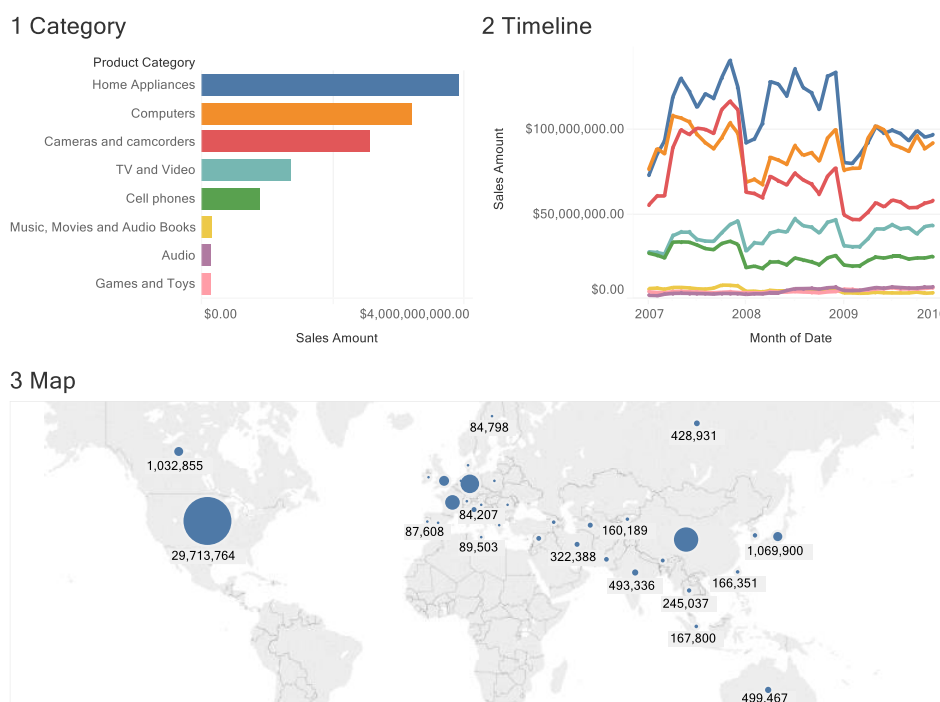 1 Category
Product Category
Home Appliances
Computers
Cameras and camcorders
TV and Video
Cell phones
Music, Movies and Audio Books
Audio
Games and Toys
$0.00 $4,000,000,000.00
Sales Amount
2 Timeline
Sales Amount
$100,000,000.00
$50,000,000.00
$0.00
2007 2008 2009 201
Month of Date
3 Map
84,798
428,931
1,032,855
84,207
87,608
160,189
29,713,764
89,503
322,388
1,069,900
493,336
166,351
245,037
167,800
499,467